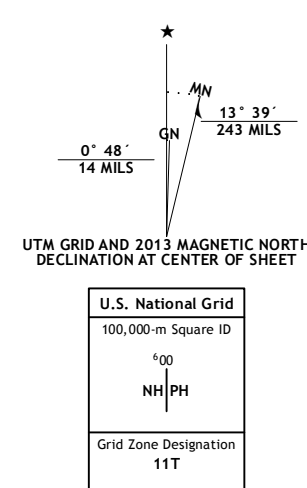 ★
MN
GN
13° 39´
243 MILS
0° 48´
14 MILS
UTM GRID AND 2013 MAGNETIC NORTH
DECLINATION AT CENTER OF SHEET
U.S. National Grid
100,000-m Square ID
⁶00
NH PH
Grid Zone Designation
11T